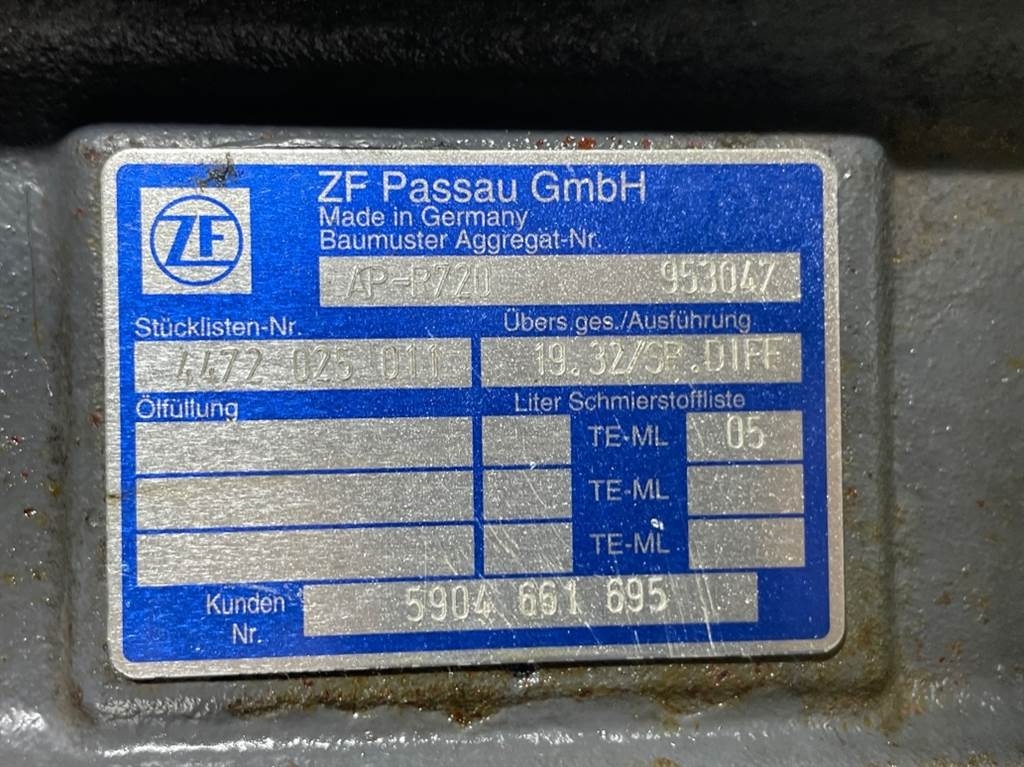 ZF
ZF Passau GmbH
Made in Germany
Baumuster Aggregat-Nr.
AP-R720 953047
Stücklisten-Nr. Übers.ges./Ausführung
4472 025 011 19.32/SP.DIFF
Ölfüllung Liter Schmierstoffliste
TE-ML 05
TE-ML
TE-ML
Kunden 5904 661 695
Nr.